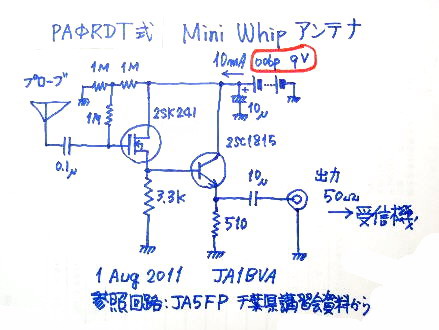 PAΦRDT式 Mini Whip アンテナ
10mA 006p 9V
プローブ
1M 1M
1M
2SK241
10μ
2SC1815
0.1μ
3.3K
10μ
510
出力
50Ω
→受信機
1 Aug 2011 JA1BVA
参照回路:JA5FP 千葉県講習会資料から